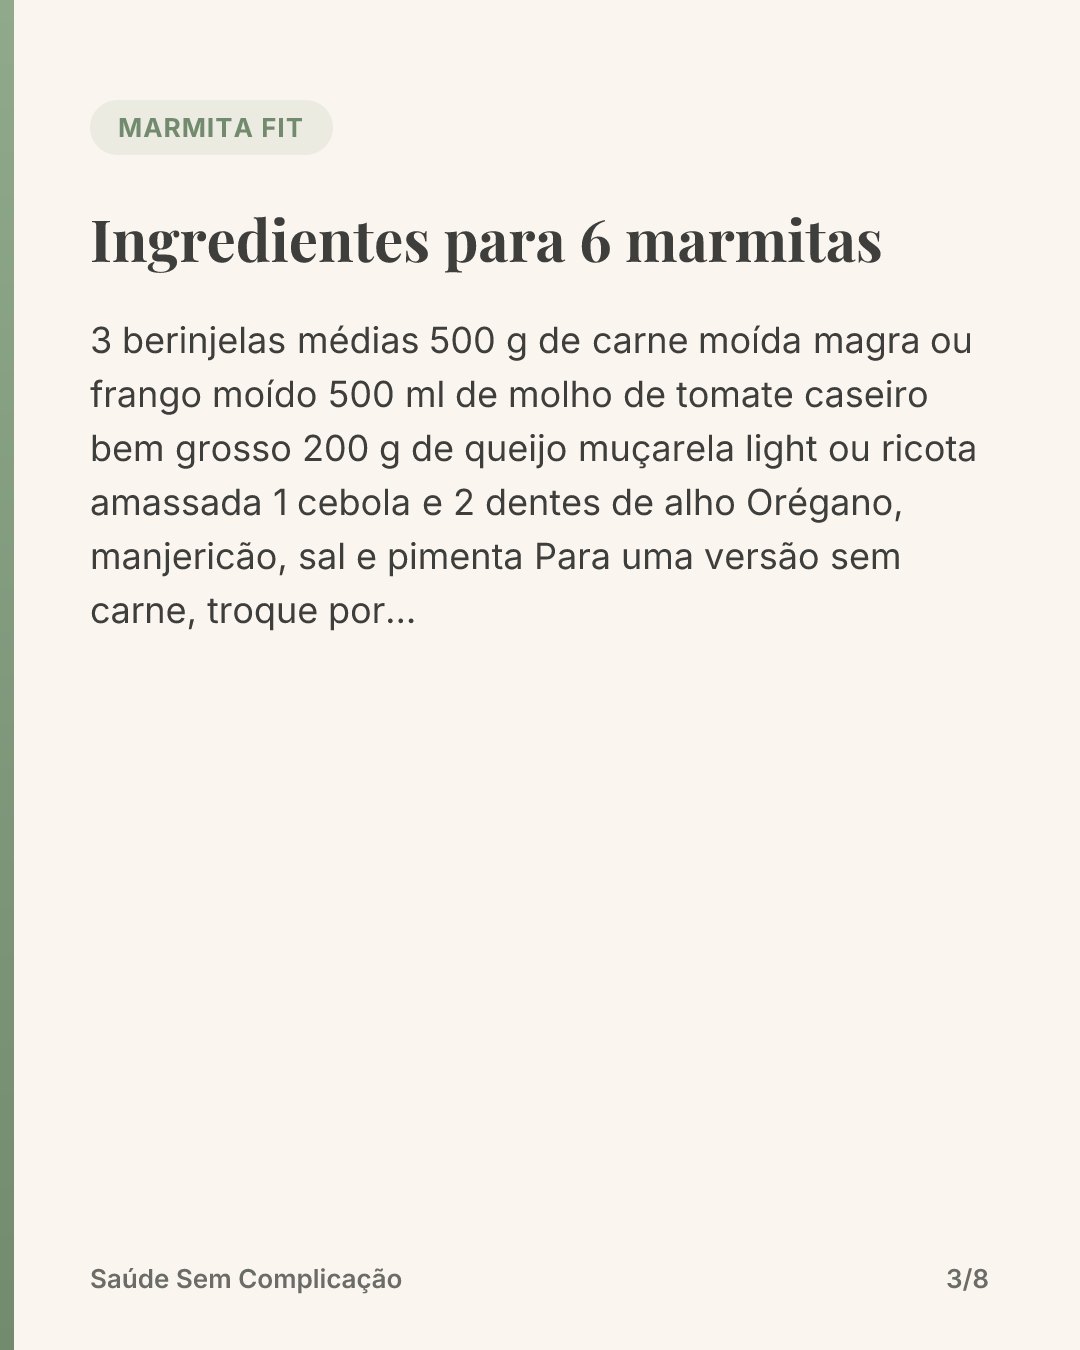 MARMITA FIT
Ingredientes para 6 marmitas
3 berinjelas médias 500 g de carne moída magra ou
frango moído 500 ml de molho de tomate caseiro
bem grosso 200 g de queijo muçarela light ou ricota
amassada 1 cebola e 2 dentes de alho Orégano,
manjericão, sal e pimenta Para uma versão sem
carne, troque por...
Saúde Sem Complicação
3/8